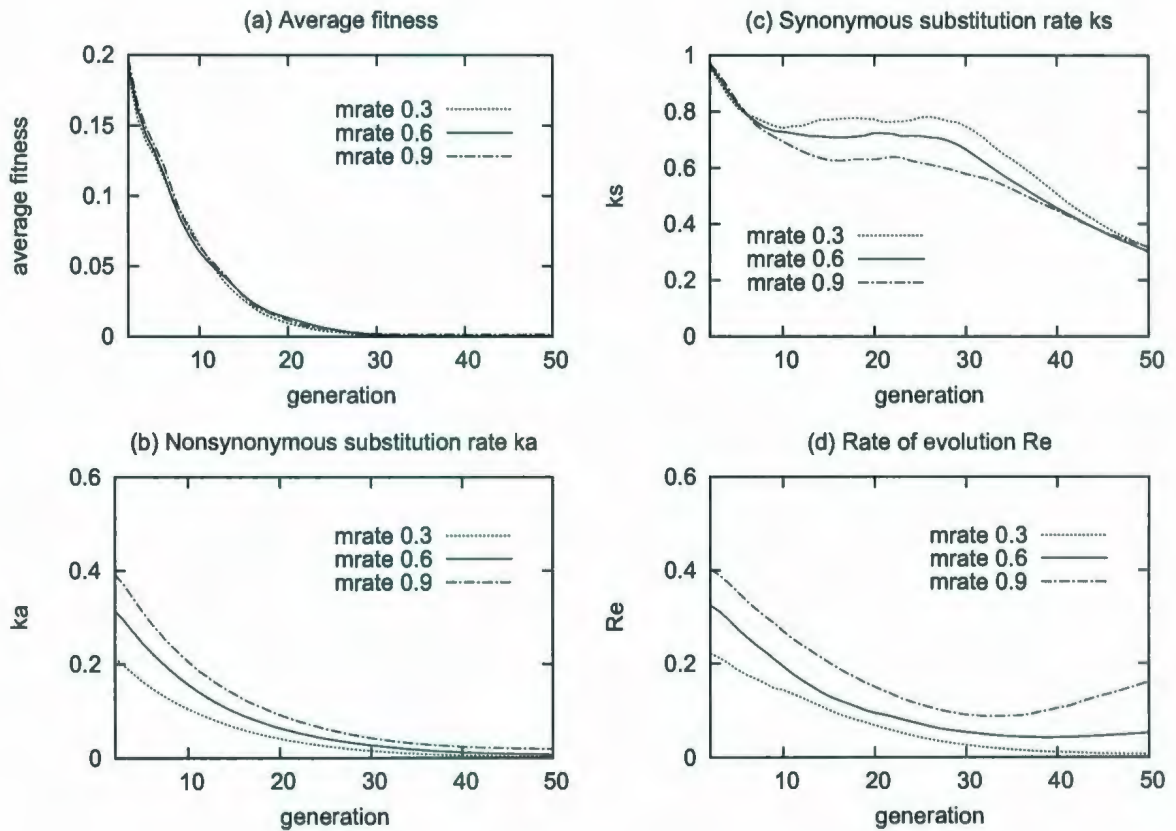 (a) Average fitness
0.2
0.15
0.1
0.05
0
average fitness
mrate 0.3
mrate 0.6
mrate 0.9
10 20 30 40 50
generation
(c) Synonymous substitution rate ks
1
0.8
0.6
0.4
0.2
0
ks
mrate 0.3
mrate 0.6
mrate 0.9
10 20 30 40 50
generation
(b) Nonsynonymous substitution rate ka
0.6
0.4
0.2
0
ka
mrate 0.3
mrate 0.6
mrate 0.9
10 20 30 40 50
generation
(d) Rate of evolution Re
0.6
0.4
0.2
0
Re
mrate 0.3
mrate 0.6
mrate 0.9
10 20 30 40 50
generation